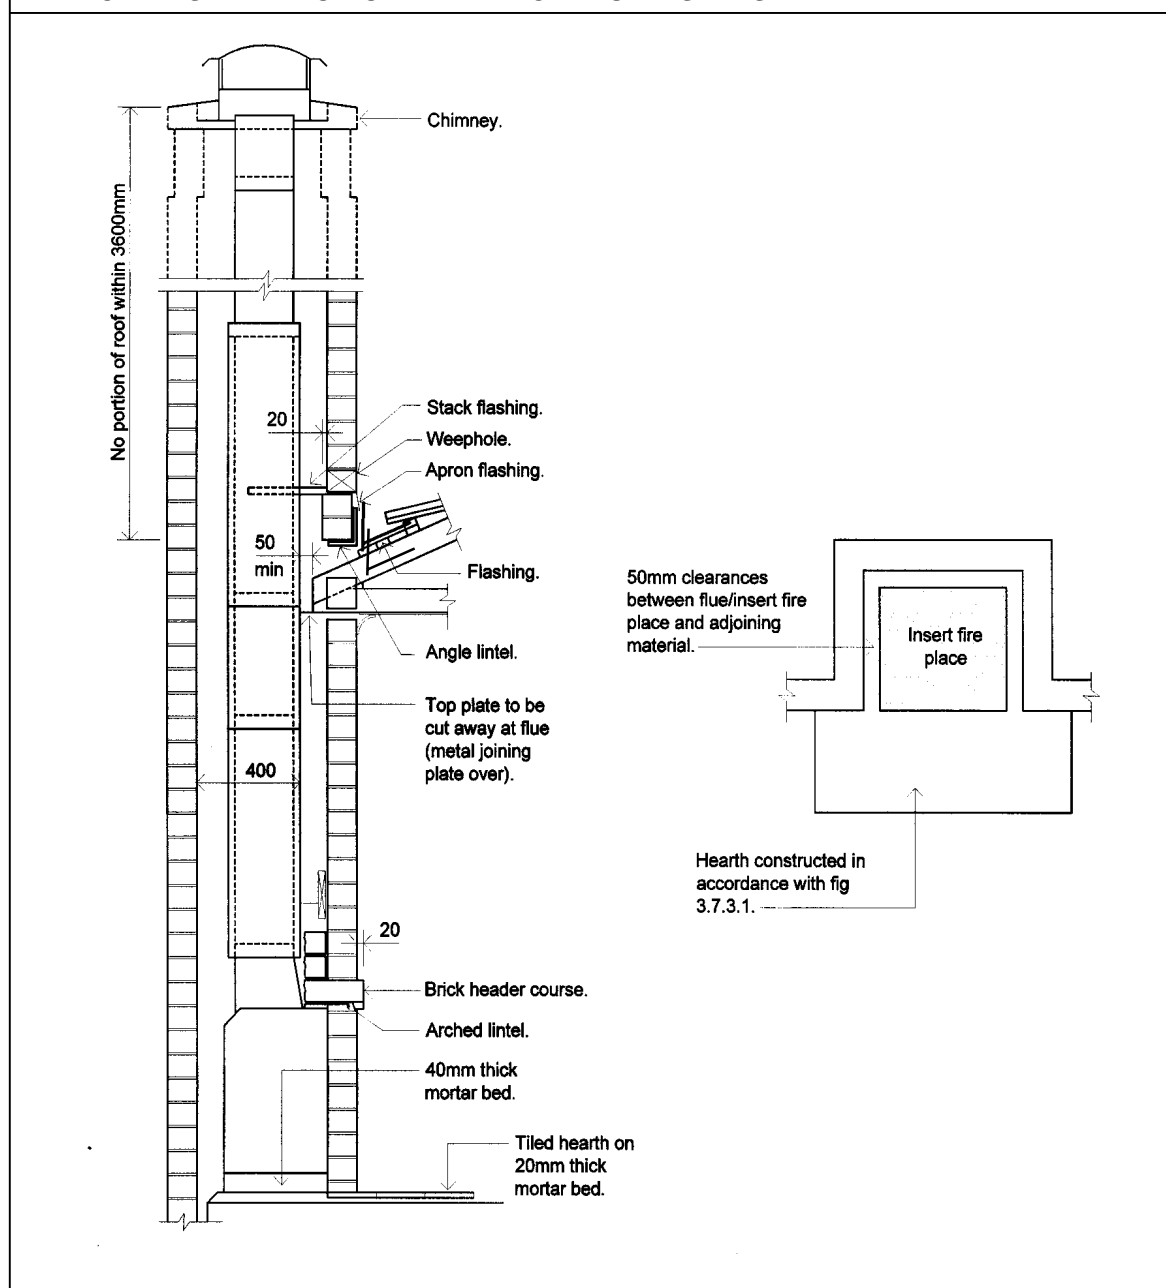 Chimney.
No portion of roof within 3600mm
Stack flashing.
20
Weephole.
Apron flashing.
50
min
Flashing.
Angle lintel.
Top plate to be
cut away at flue
(metal joining
plate over).
400
20
Brick header course.
Arched lintel.
40mm thick
mortar bed.
Tiled hearth on
20mm thick
mortar bed.
50mm clearances
between flue/insert fire
place and adjoining
material.
Insert fire
place
Hearth constructed in
accordance with fig
3.7.3.1.